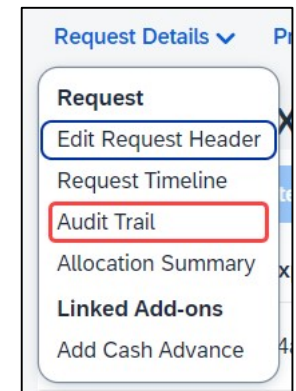 Request Details
Request
Edit Request Header
Request Timeline
Audit Trail
Allocation Summary
Linked Add-ons
Add Cash Advance